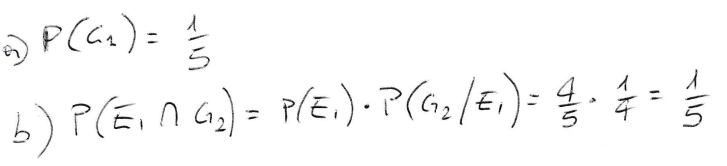 a) P(G₁) = 1/5
b) P(E₁ ∩ G₂) = P(E₁) · P(G₂/E₁) = 4/5 · 1/4 = 1/5